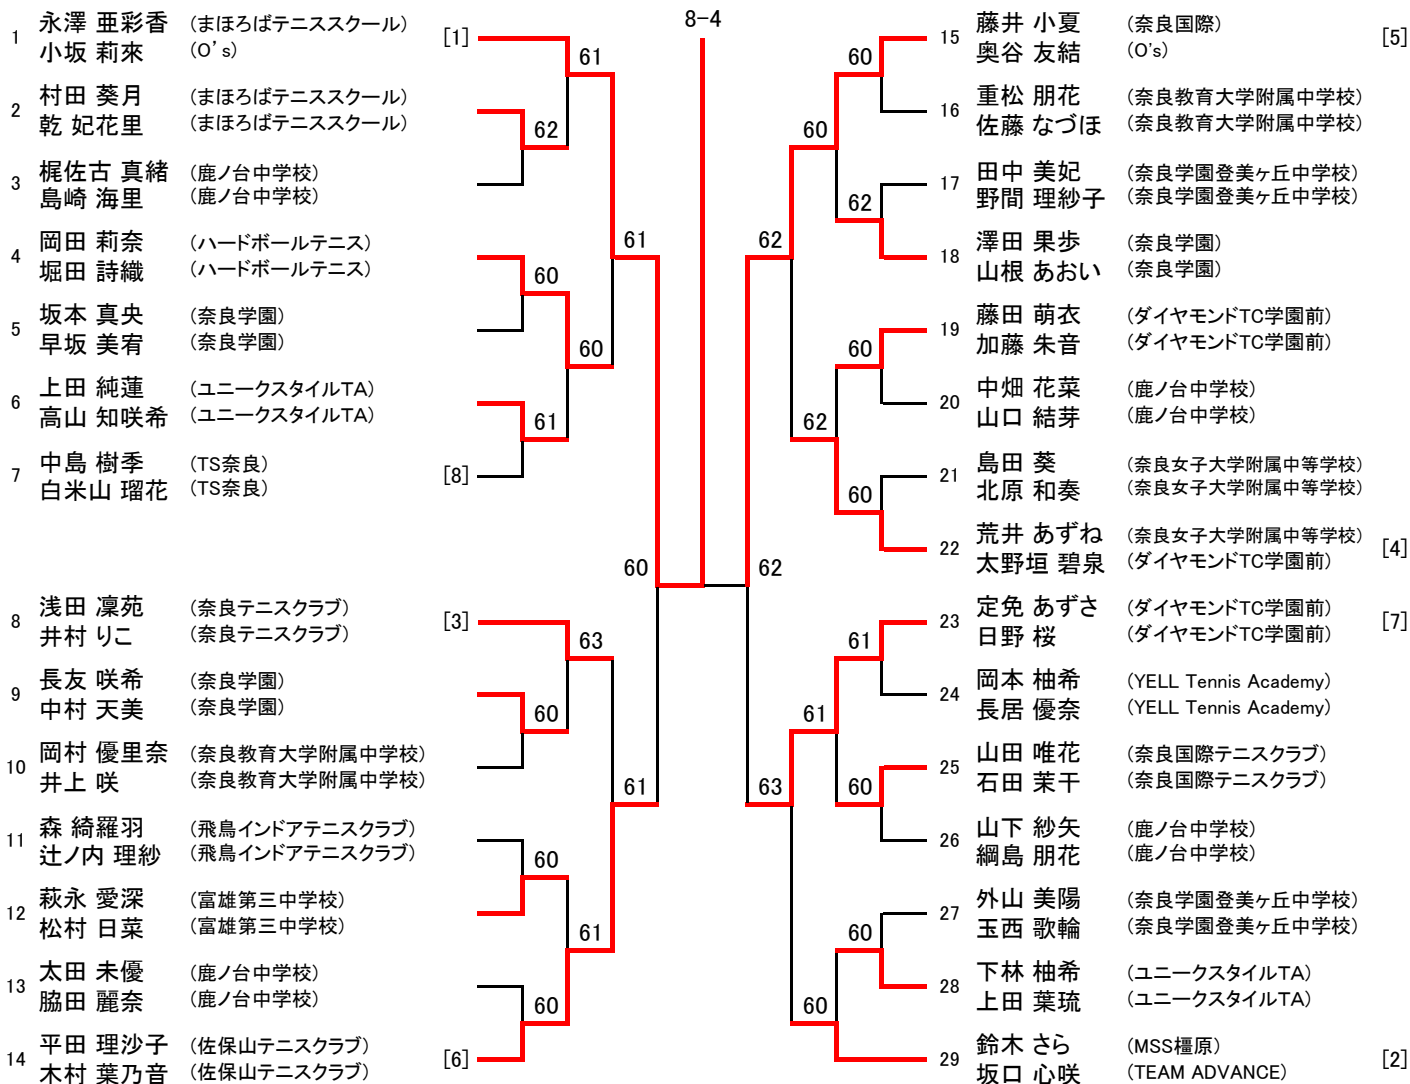 8-4
1 永澤 亜彩香 (まほろばテニススクール) [1]
小坂 莉來 (O's)
61
2 村田 葵月 (まほろばテニススクール)
乾 妃花里 (まほろばテニススクール)
62
3 梶佐古 真緒 (鹿ノ台中学校)
島崎 海里 (鹿ノ台中学校)
61
4 岡田 莉奈 (ハードボールテニス)
堀田 詩織 (ハードボールテニス)
60
5 坂本 真央 (奈良学園)
早坂 美宥 (奈良学園)
60
6 上田 純蓮 (ユニークスタイルTA)
高山 知咲希 (ユニークスタイルTA)
61
7 中島 樹季 (TS奈良) [8]
白米山 瑠花 (TS奈良)
60
8 浅田 凜苑 (奈良テニスクラブ) [3]
井村 りこ (奈良テニスクラブ)
63
9 長友 咲希 (奈良学園)
中村 天美 (奈良学園)
60
10 岡村 優里奈 (奈良教育大学附属中学校)
井上 咲 (奈良教育大学附属中学校)
61
11 森 綺羅羽 (飛鳥インドアテニスクラブ)
辻ノ内 理紗 (飛鳥インドアテニスクラブ)
60
12 萩永 愛深 (富雄第三中学校)
松村 日菜 (富雄第三中学校)
61
13 太田 未優 (鹿ノ台中学校)
脇田 麗奈 (鹿ノ台中学校)
60
14 平田 理沙子 (佐保山テニスクラブ) [6]
木村 葉乃音 (佐保山テニスクラブ)
15 藤井 小夏 (奈良国際) [5]
奥谷 友結 (O's)
60
16 重松 朋花 (奈良教育大学附属中学校)
佐藤 なづほ (奈良教育大学附属中学校)
60
17 田中 美妃 (奈良学園登美ヶ丘中学校)
野間 理紗子 (奈良学園登美ヶ丘中学校)
62
18 澤田 果歩 (奈良学園)
山根 あおい (奈良学園)
62
19 藤田 萌衣 (ダイヤモンドTC学園前)
加藤 朱音 (ダイヤモンドTC学園前)
60
20 中畑 花菜 (鹿ノ台中学校)
山口 結芽 (鹿ノ台中学校)
62
21 島田 葵 (奈良女子大学附属中等学校)
北原 和奏 (奈良女子大学附属中等学校)
60
22 荒井 あずね (奈良女子大学附属中等学校) [4]
太野垣 碧泉 (ダイヤモンドTC学園前)
62
23 定免 あずさ (ダイヤモンドTC学園前) [7]
日野 桜 (ダイヤモンドTC学園前)
61
24 岡本 柚希 (YELL Tennis Academy)
長居 優奈 (YELL Tennis Academy)
61
25 山田 唯花 (奈良国際テニスクラブ)
石田 茉干 (奈良国際テニスクラブ)
63
60
26 山下 紗矢 (鹿ノ台中学校)
綱島 朋花 (鹿ノ台中学校)
27 外山 美陽 (奈良学園登美ヶ丘中学校)
玉西 歌輪 (奈良学園登美ヶ丘中学校)
60
28 下林 柚希 (ユニークスタイルTA)
上田 葉琉 (ユニークスタイルTA)
60
29 鈴木 さら (MSS橿原) [2]
坂口 心咲 (TEAM ADVANCE)